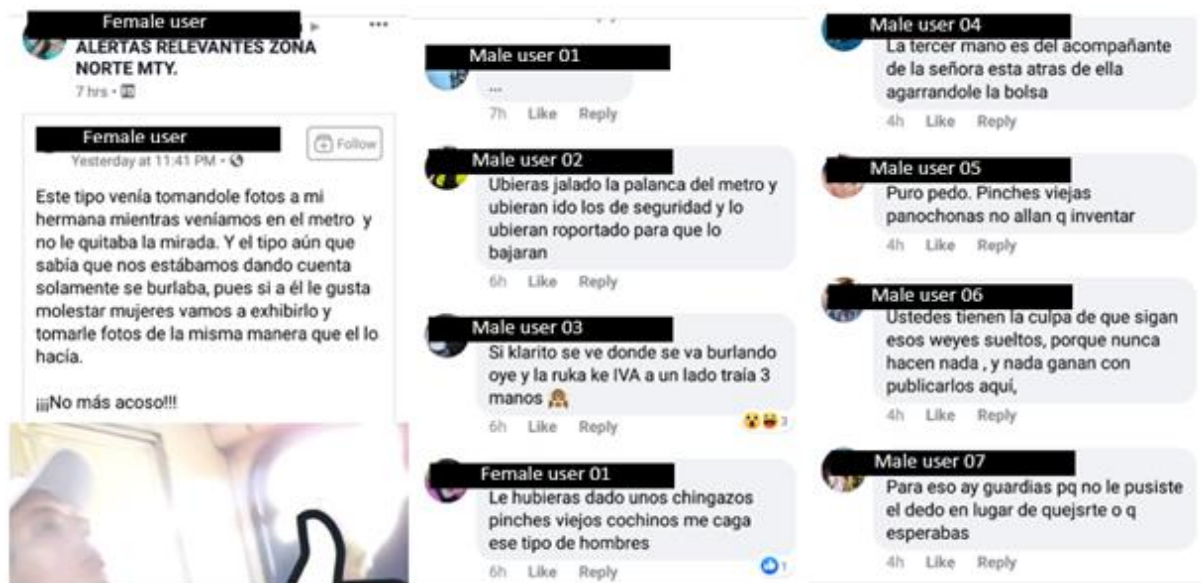 Female user
ALERTAS RELEVANTES ZONA
NORTE MTY.
7 hrs •
Female user
Follow
Yesterday at 11:41 PM •
Este tipo venía tomandole fotos a mi
hermana mientras veníamos en el metro y
no le quitaba la mirada. Y el tipo aún que
sabía que nos estábamos dando cuenta
solamente se burlaba, pues si a él le gusta
molestar mujeres vamos a exhibirlo y
tomarle fotos de la misma manera que el lo
hacía.
¡¡¡No más acoso!!!
Male user 01
...
7h Like Reply
Male user 02
Ubieras jalado la palanca del metro y
ubieran ido los de seguridad y lo
ubieran roportado para que lo
bajaran
6h Like Reply
Male user 03
Si klarito se ve donde se va burlando
oye y la ruka ke IVA a un lado traía 3
manos 🙈
6h Like Reply
3
Female user 01
Le hubieras dado unos chingazos
pinches viejos cochinos me caga
ese tipo de hombres
6h Like Reply
1
Male user 04
La tercer mano es del acompañante
de la señora esta atras de ella
agarrandole la bolsa
4h Like Reply
Male user 05
Puro pedo. Pinches viejas
panochonas no allan q inventar
4h Like Reply
Male user 06
Ustedes tienen la culpa de que sigan
esos weyes sueltos, porque nunca
hacen nada , y nada ganan con
publicarlos aquí,
4h Like Reply
Male user 07
Para eso ay guardias pq no le pusiste
el dedo en lugar de quejsrte o q
esperabas
4h Like Reply